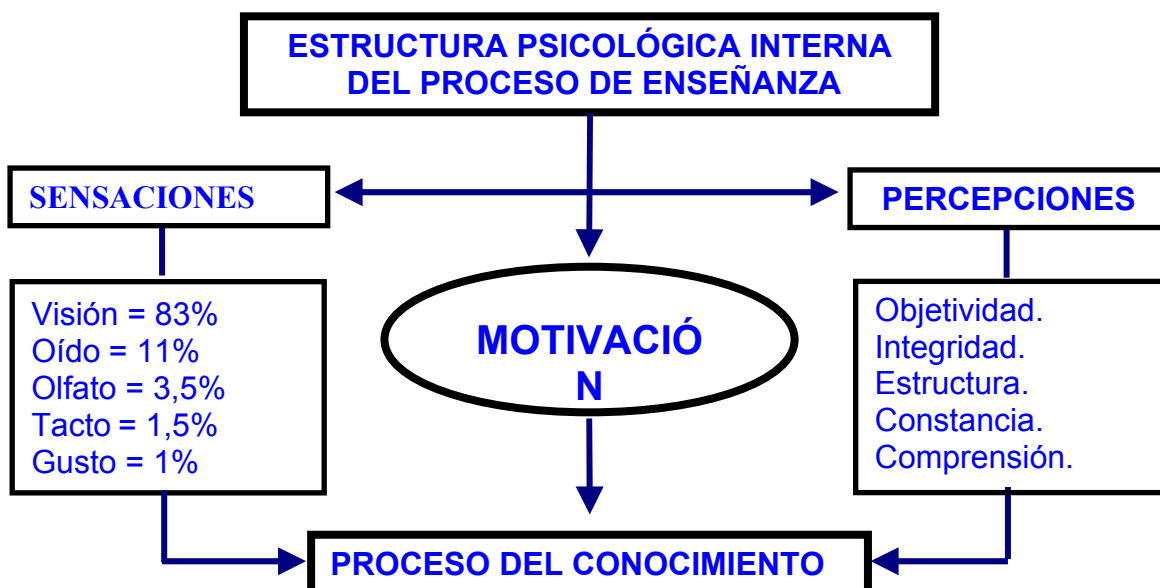 ESTRUCTURA PSICOLÓGICA INTERNA
DEL PROCESO DE ENSEÑANZA
SENSACIONES
PERCEPCIONES
Visión = 83%
Oído = 11%
Olfato = 3,5%
Tacto = 1,5%
Gusto = 1%
MOTIVACIÓ
N
Objetividad.
Integridad.
Estructura.
Constancia.
Comprensión.
PROCESO DEL CONOCIMIENTO